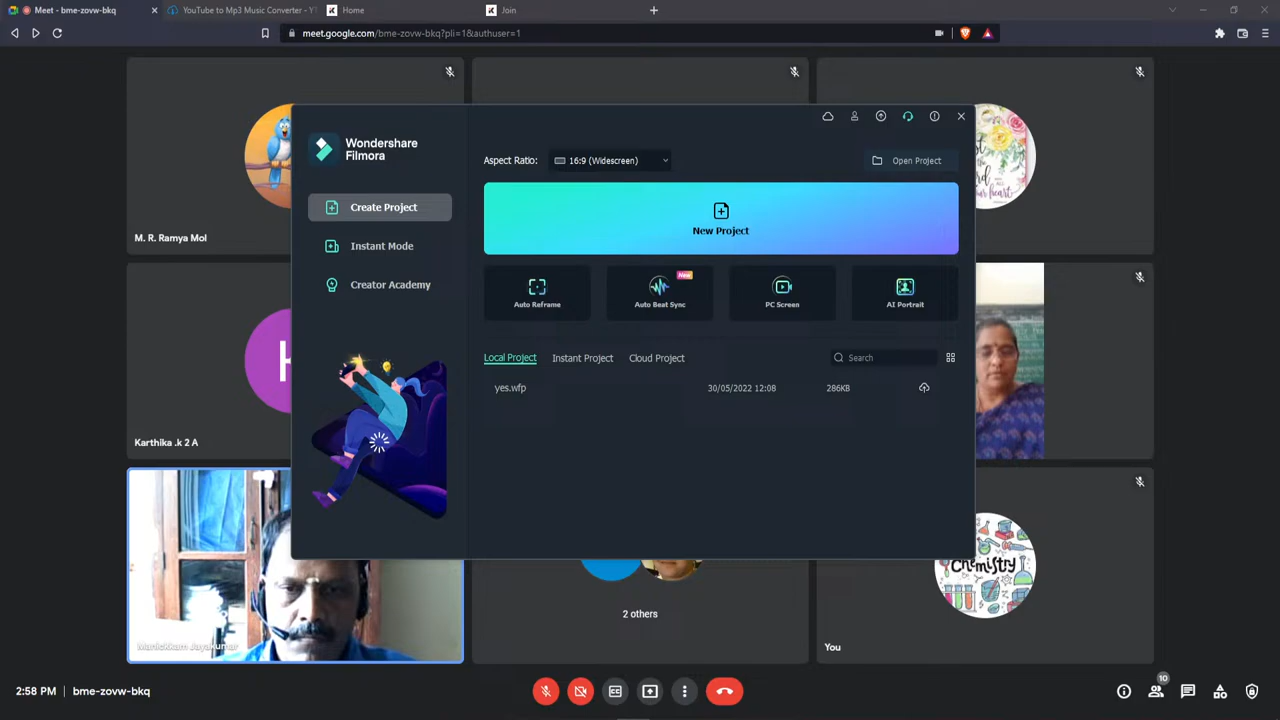 Meet - bme-zovw-bkq
YouTube to Mp3 Music Converter - Y
Home
Join
meet.google.com/bme-zovw-bkq?pli=1&authuser=1
Wondershare
Filmora
Aspect Ratio:
16:9 (Widescreen)
Open Project
Create Project
New Project
Instant Mode
Creator Academy
Auto Reframe
New
Auto Beat Sync
PC Screen
AI Portrait
Local Project
Instant Project
Cloud Project
Search
yes.wfp
30/05/2022 12:08
286KB
M. R. Ramya Mol
K
Karthika .k 2 A
Manickkam Jayakumar
2 others
Chemistry
You
2:58 PM
bme-zovw-bkq
10